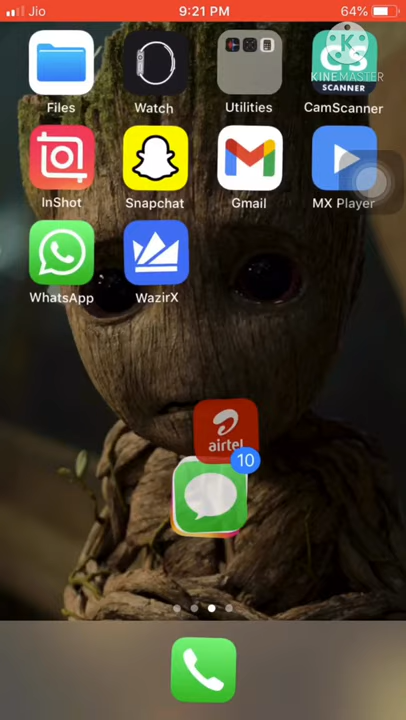 Jio
9:21 PM
64%
CS
SCANNER
KINEMASTER
Files
Watch
Utilities
CamScanner
InShot
Snapchat
Gmail
MX Player
WhatsApp
WazirX
airtel
10